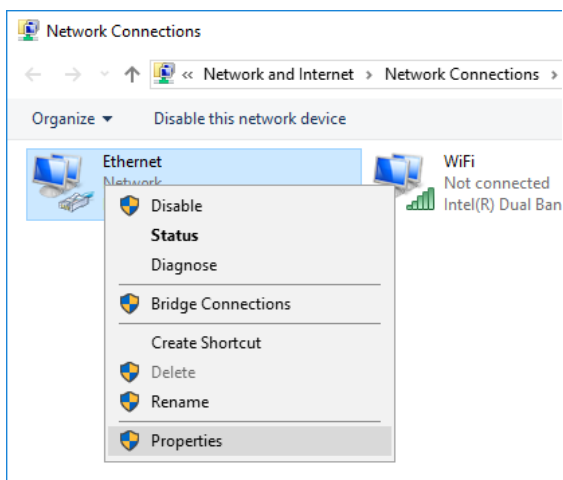 Network Connections
« Network and Internet > Network Connections >
Organize Disable this network device
Ethernet
Network
WiFi
Not connected
Intel(R) Dual Ban
Disable
Status
Diagnose
Bridge Connections
Create Shortcut
Delete
Rename
Properties